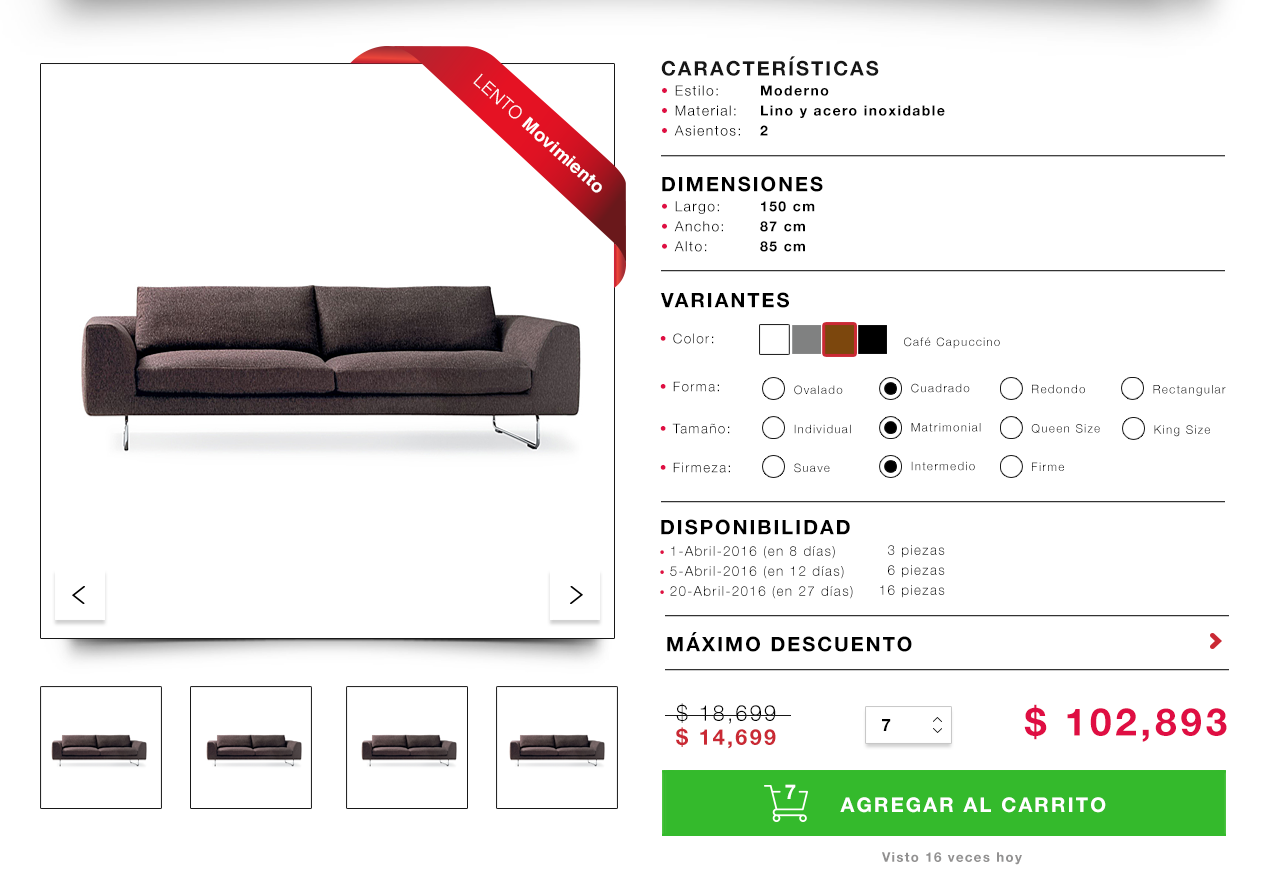 LENTO Movimiento
CARACTERÍSTICAS
• Estilo: Moderno
• Material: Lino y acero inoxidable
• Asientos: 2
DIMENSIONES
• Largo: 150 cm
• Ancho: 87 cm
• Alto: 85 cm
VARIANTES
• Color: Café Capuccino
• Forma: Ovalado Cuadrado Redondo Rectangular
• Tamaño: Individual Matrimonial Queen Size King Size
• Firmeza: Suave Intermedio Firme
DISPONIBILIDAD
• 1-Abril-2016 (en 8 días) 3 piezas
• 5-Abril-2016 (en 12 días) 6 piezas
• 20-Abril-2016 (en 27 días) 16 piezas
MÁXIMO DESCUENTO
$ 18,699
$ 14,699
7
$ 102,893
7 AGREGAR AL CARRITO
Visto 16 veces hoy